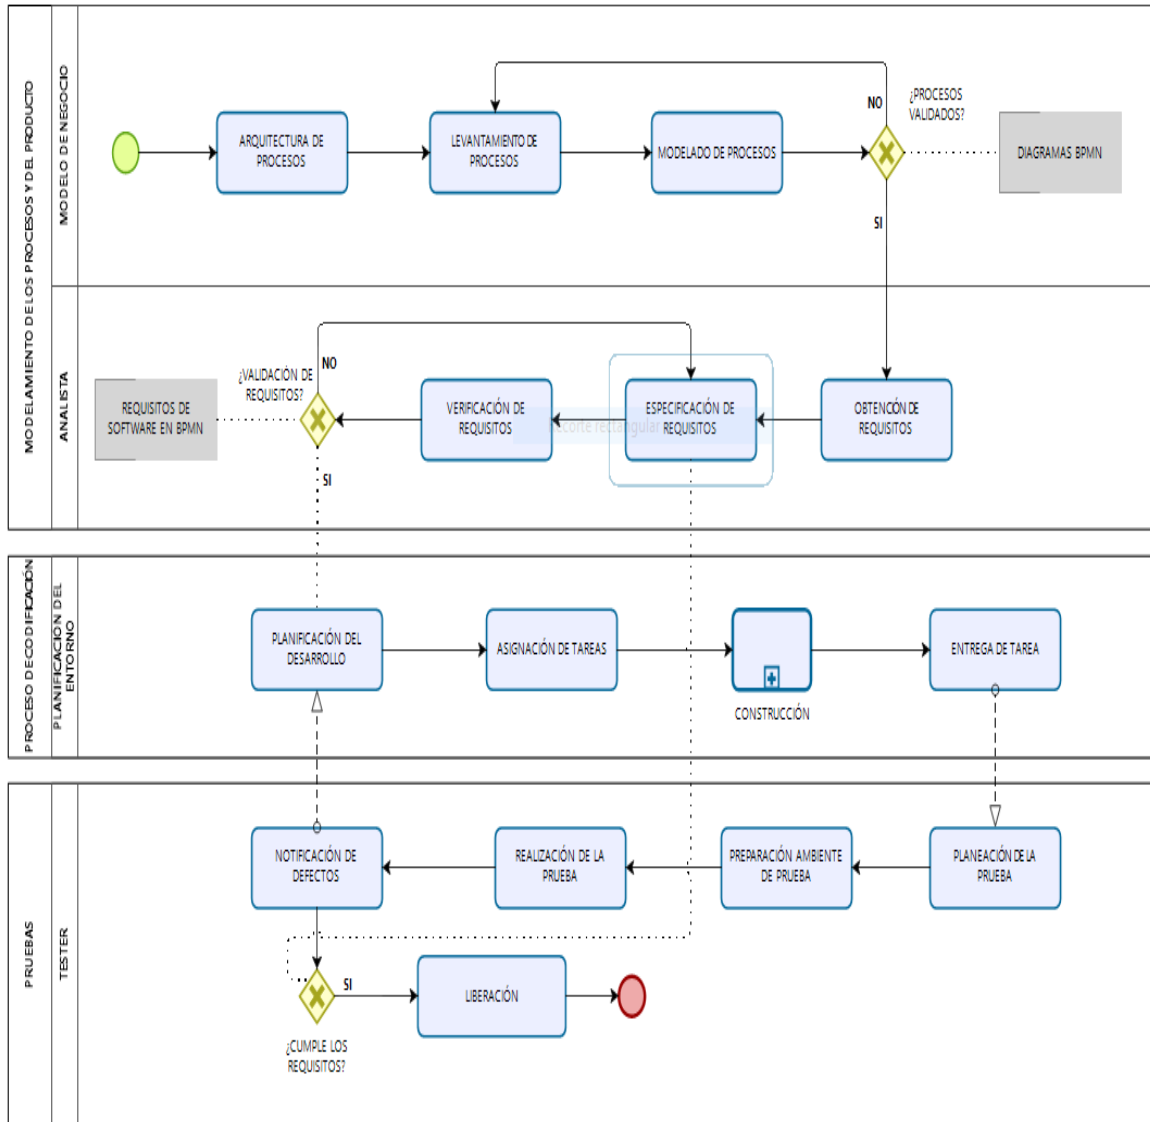 MODELAMIENTO DE LOS PROCESOS Y DEL PRODUCTO
MODELO DE NEGOCIO
ARQUITECTURA DE
PROCESOS
LEVANTAMIENTO DE
PROCESOS
MODELADO DE PROCESOS
NO
¿PROCESOS
VALIDADOS?
DIAGRAMAS BPMN
SI
ANALISTA
REQUISITOS DE
SOFTWARE EN BPMN
¿VALIDACIÓN DE
REQUISITOS?
NO
SI
VERIFICACIÓN DE
REQUISITOS
ESPECIFICACIÓN DE
REQUISITOS
Recorte rectangular
OBTENCIÓN DE
REQUISITOS
PROCESO DE CODIFICACIÓN
PLANIFICACIÓN DEL
ENTORNO
PLANIFICACIÓN DEL
DESARROLLO
ASIGNACIÓN DE TAREAS
CONSTRUCCIÓN
ENTREGA DE TAREA
PRUEBAS
TESTER
NOTIFICACIÓN DE
DEFECTOS
REALIZACIÓN DE LA
PRUEBA
PREPARACIÓN AMBIENTE
DE PRUEBA
PLANEACIÓN DE LA
PRUEBA
SI
LIBERACIÓN
¿CUMPLE LOS
REQUISITOS?